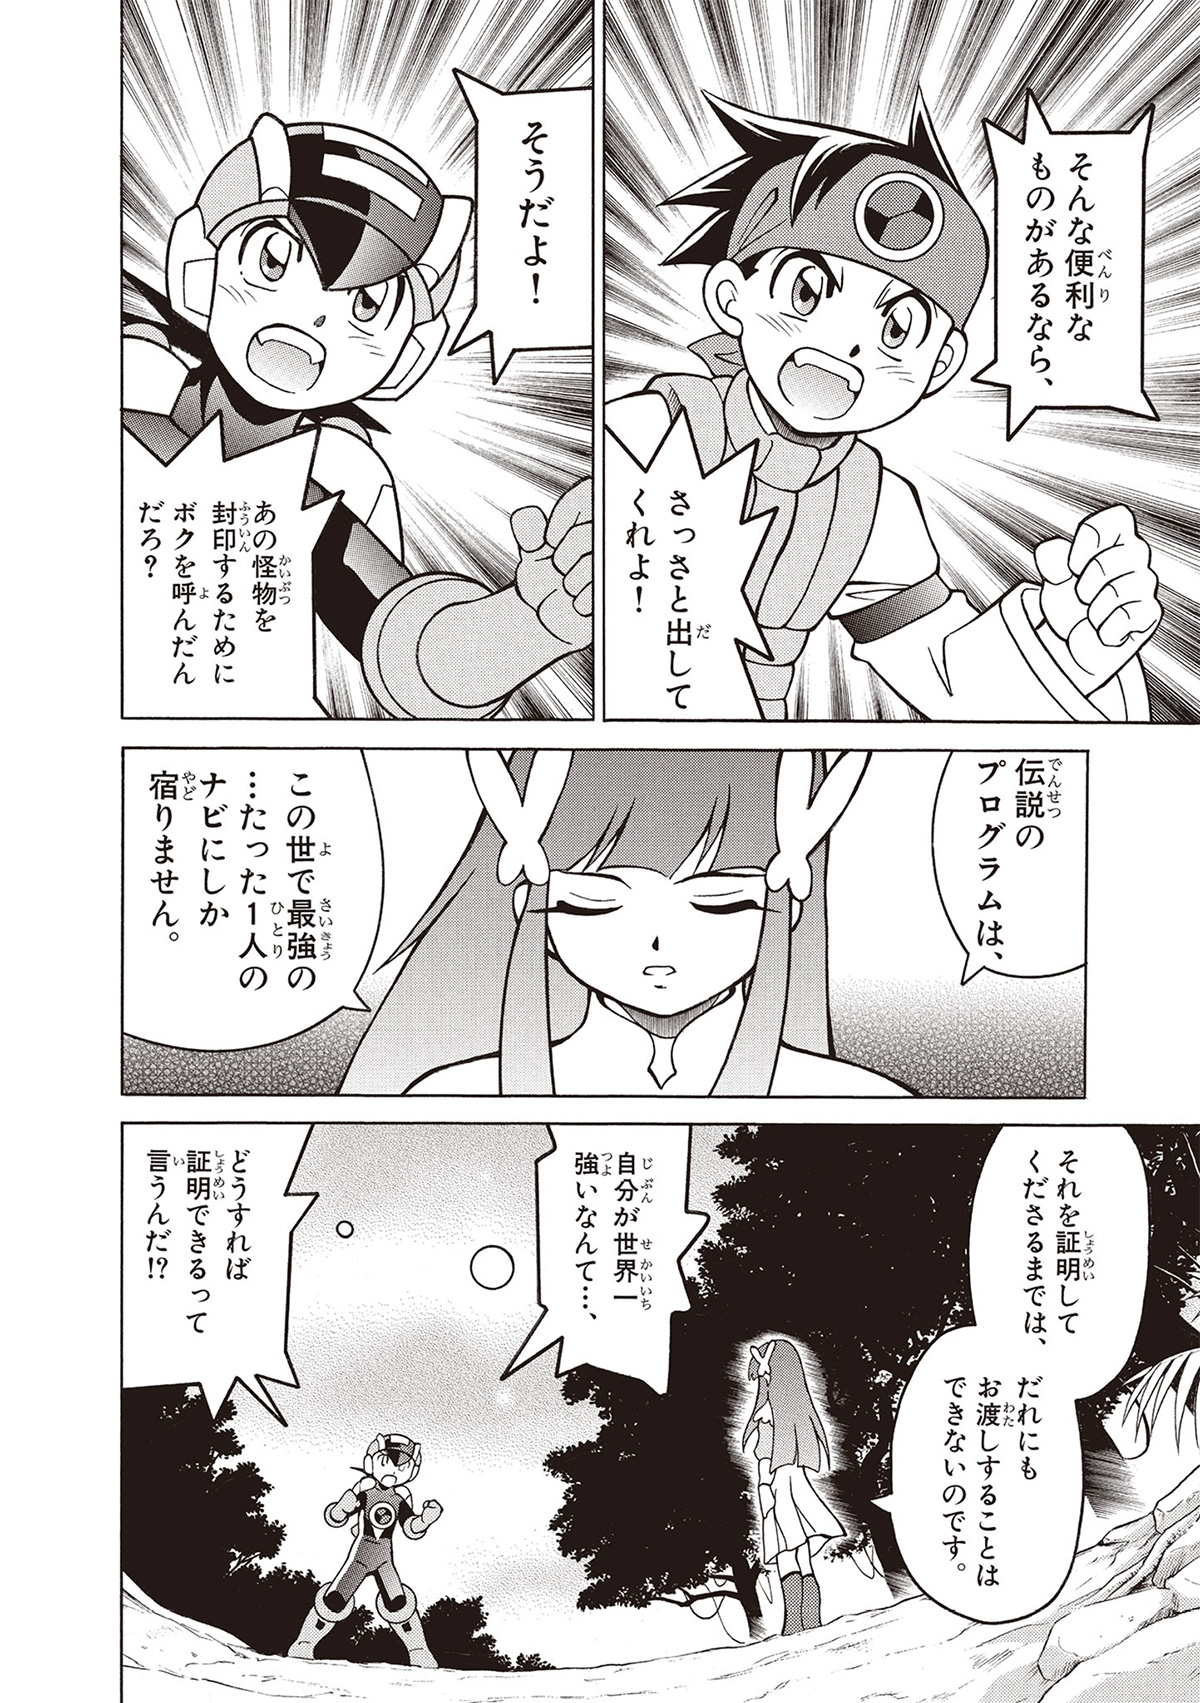 そんな便利な
ものがあるなら、
さっさと出して
くれよ！
そうだよ！
あの怪物を
封印するために
ボクを呼んだん
だろ？
伝説の
プログラムは、
この世で最強の
…たった1人の
ナビにしか
宿りません。
それを証明して
くださるまでは、
だれにも
お渡しすることは
できないのです。
自分が世界一
強いなんて…、
どうすれば
証明できるって
言うんだ!?